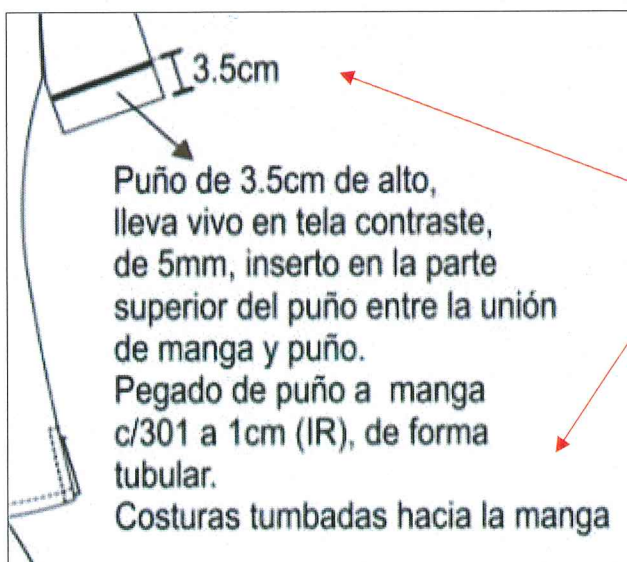 3.5cm
Puño de 3.5cm de alto,
lleva vivo en tela contraste,
de 5mm, inserto en la parte
superior del puño entre la unión
de manga y puño.
Pegado de puño a manga
c/301 a 1cm (IR), de forma
tubular.
Costuras tumbadas hacia la manga